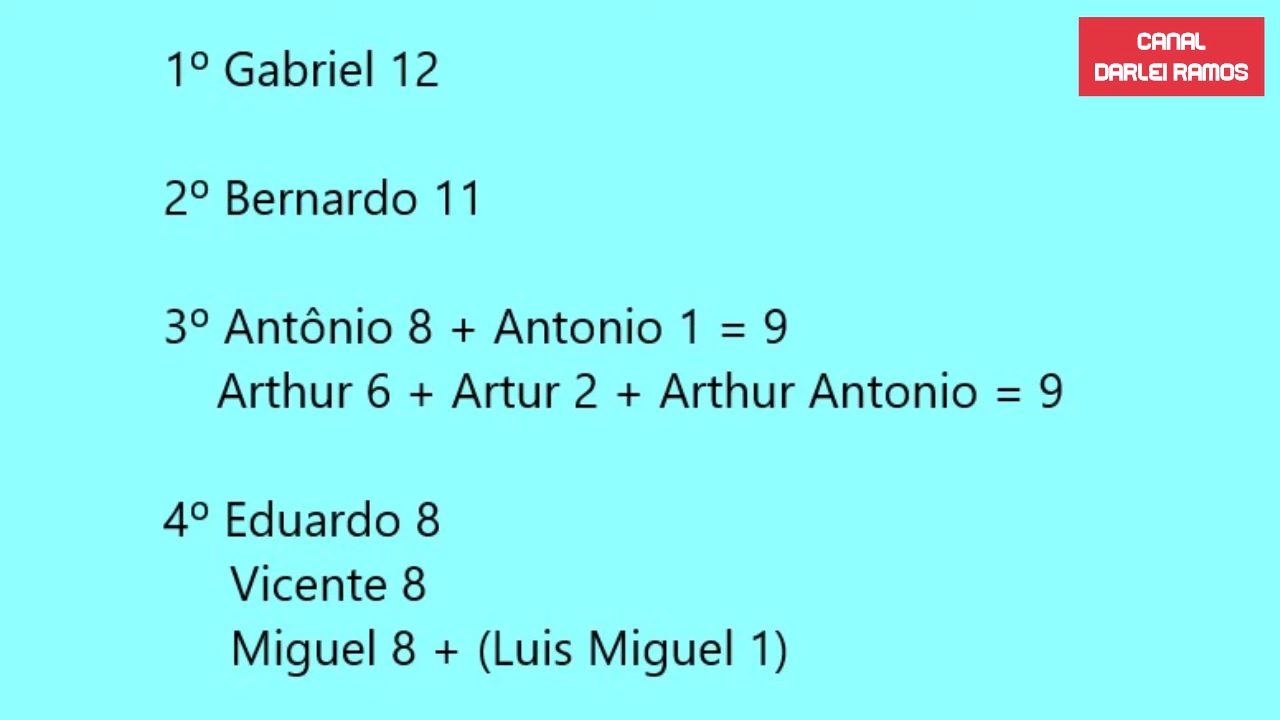 CANAL
DARLEI RAMOS
1º Gabriel 12
2º Bernardo 11
3º Antônio 8 + Antonio 1 = 9
Arthur 6 + Artur 2 + Arthur Antonio = 9
4º Eduardo 8
Vicente 8
Miguel 8 + (Luis Miguel 1)